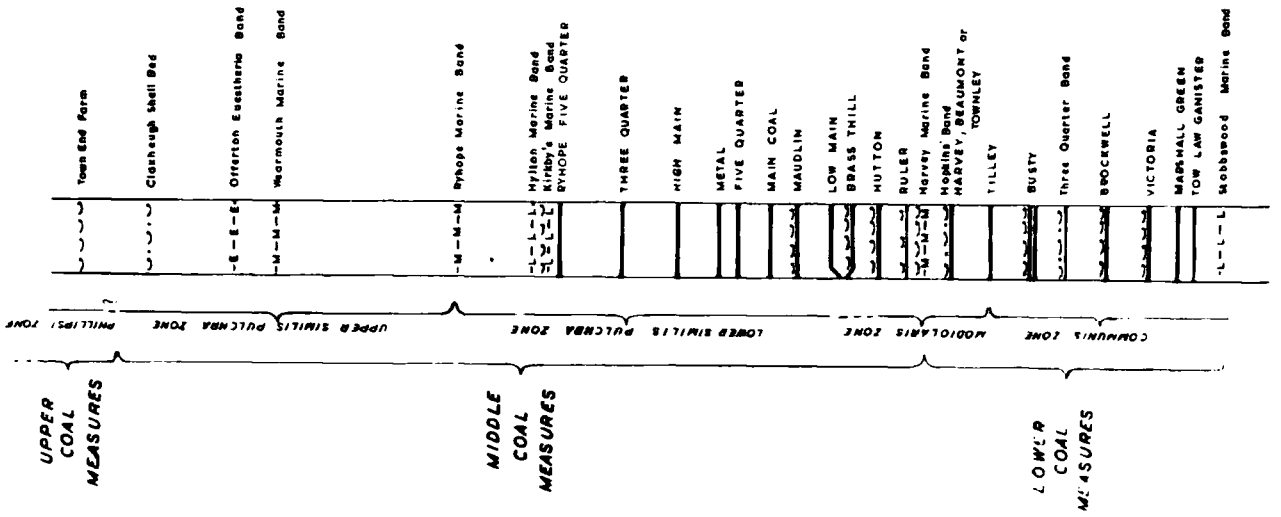 Town End Farm
Claxheugh Shell Bed
Offerton Euestheria Band
Wearmouth Marine Band
Ryhope Marine Band
Hylton Marine Band
Kirkby's Marine Band
RYHOPE FIVE QUARTER
THREE QUARTER
HIGH MAIN
METAL
FIVE QUARTER
MAIN COAL
MAUDLIN
LOW MAIN
BRASS THILL
HUTTON
RULER
Harvey Marine Band
Hopkins' Band
HARVEY, BEAUMONT or
TOWNLEY
TILLEY
BUSTY
Three Quarter Band
BROCKWELL
VICTORIA
MARSHALL GREEN
TOW LAW GANISTER
Stobswood Marine Band
-E-E-E-
-M-M-M-
-M-M-M-
-L-L-L-
-M-M-M-
-L-L-L-
?
PHILLIPSI ZONE
UPPER SIMILIS PULCHRA ZONE
LOWER SIMILIS PULCHRA ZONE
MODIOLARIS ZONE
COMMUNIS ZONE
UPPER
COAL
MEASURES
MIDDLE
COAL
MEASURES
LOWER
COAL
MEASURES